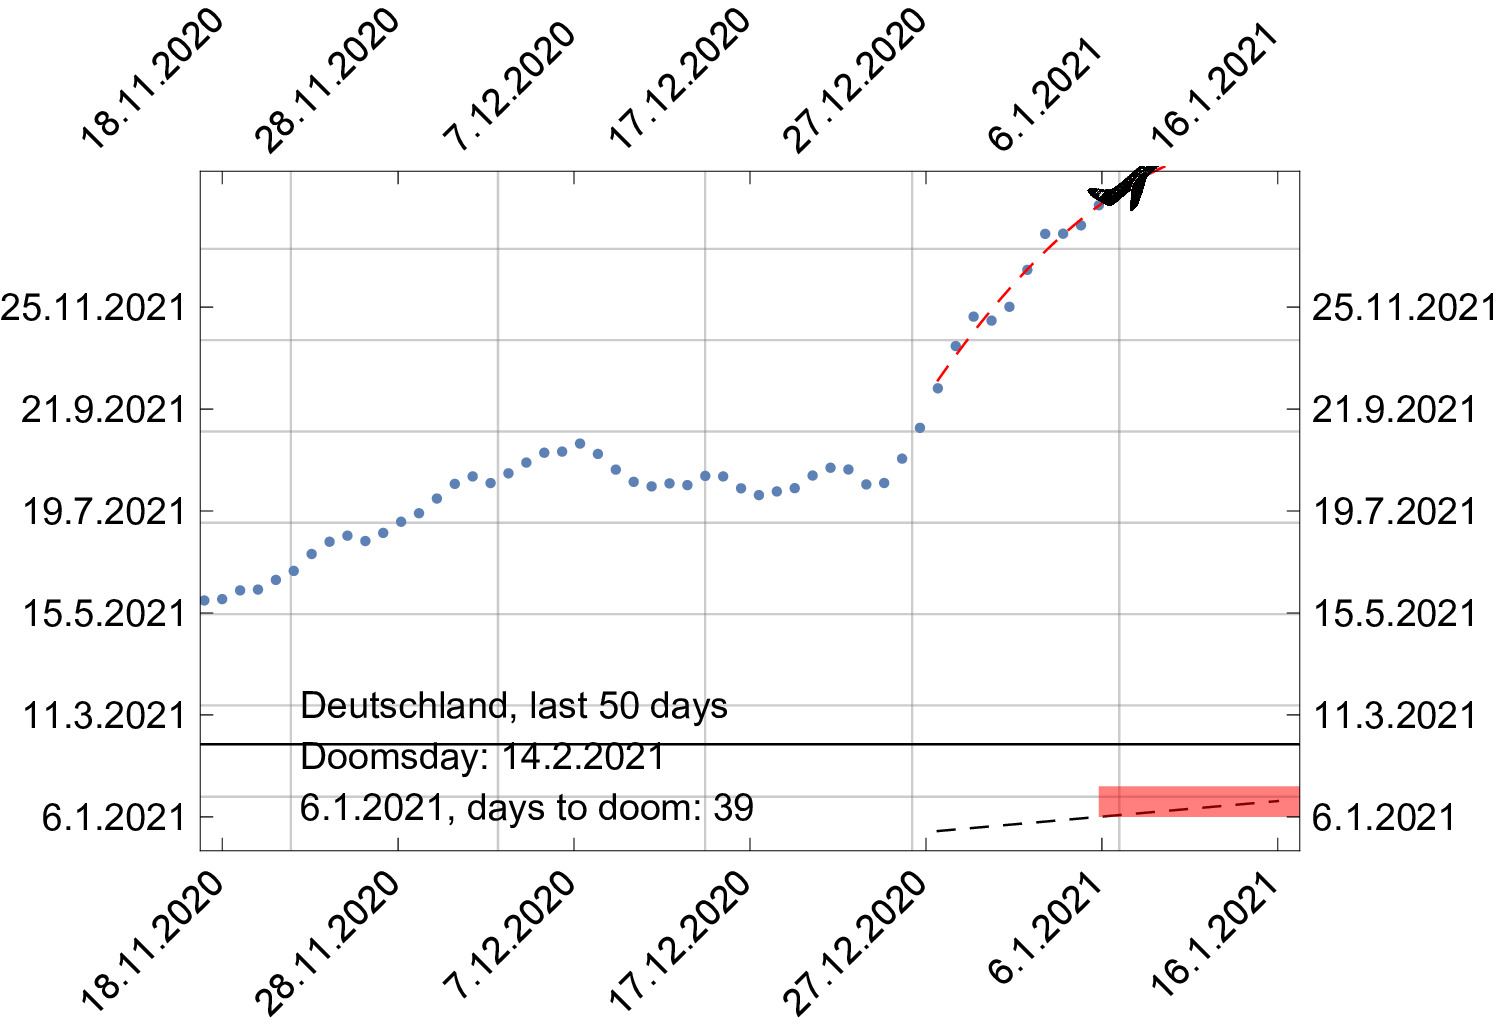 18.11.2020 28.11.2020 7.12.2020 17.12.2020 27.12.2020 6.1.2021 16.1.2021
25.11.2021 25.11.2021
21.9.2021 21.9.2021
19.7.2021 19.7.2021
15.5.2021 15.5.2021
Deutschland, last 50 days
11.3.2021 11.3.2021
Doomsday: 14.2.2021
6.1.2021, days to doom: 39
6.1.2021 6.1.2021
18.11.2020 28.11.2020 7.12.2020 17.12.2020 27.12.2020 6.1.2021 16.1.2021